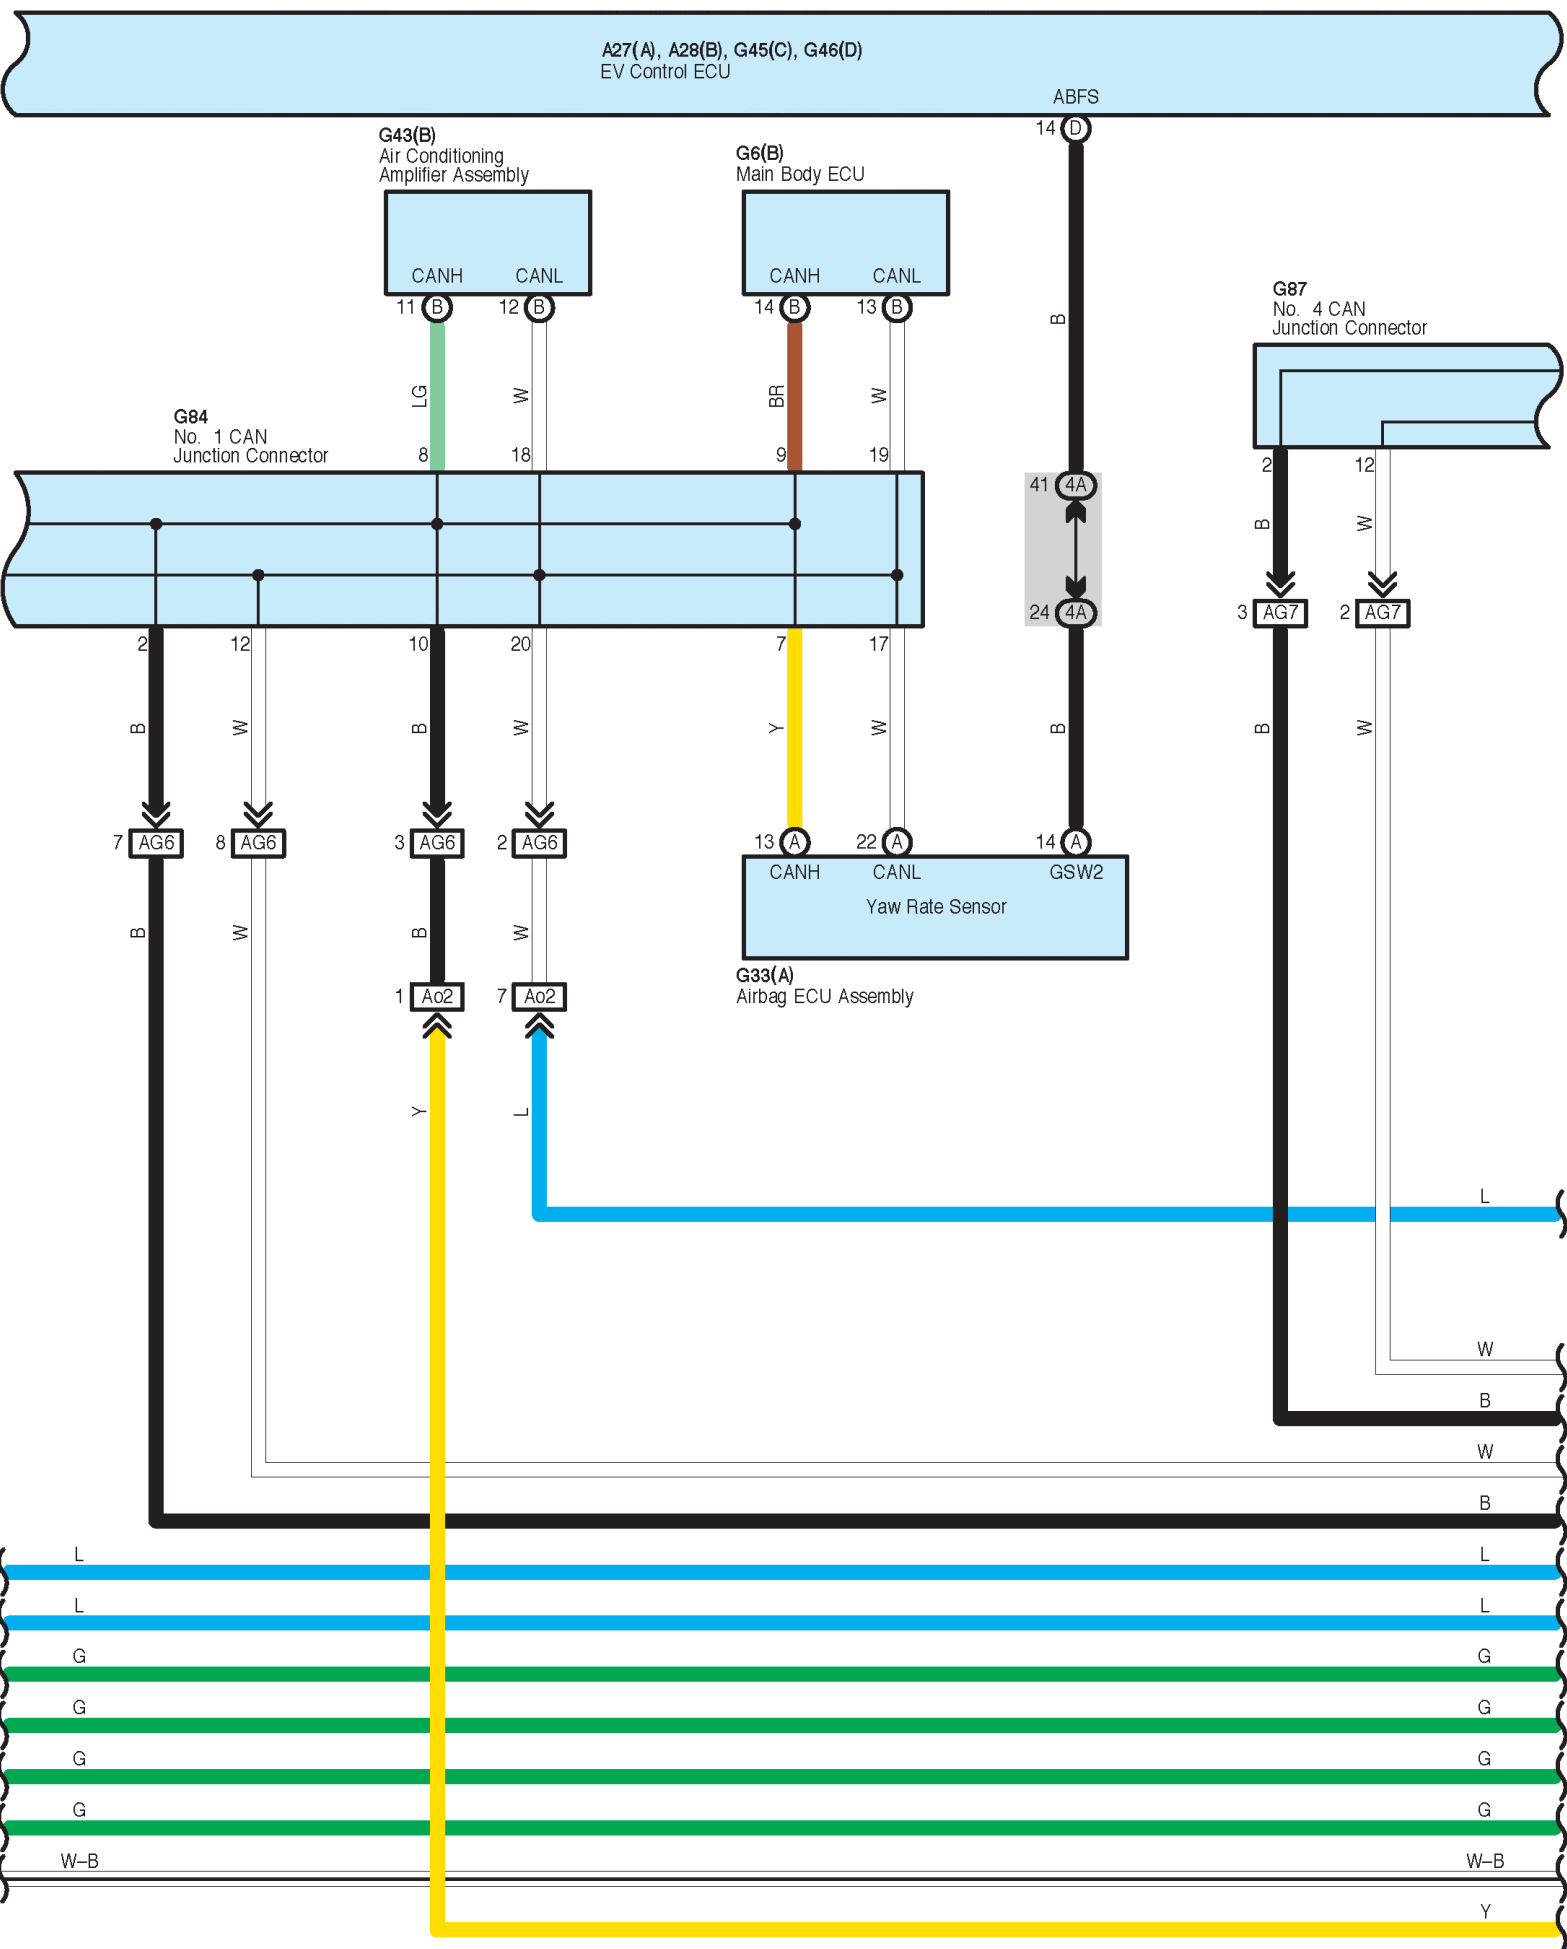 A27(A), A28(B), G45(C), G46(D)
EV Control ECU
ABFS
14 D
G43(B)
Air Conditioning
Amplifier Assembly
CANH CANL
11 B 12 B
G6(B)
Main Body ECU
CANH CANL
14 B 13 B
B
G87
No. 4 CAN
Junction Connector
LG W BR W
G84
No. 1 CAN
Junction Connector
8 18 9 19
2 12
41 4A
B W
24 4A
3 AG7 2 AG7
2 12 10 20 7 17
B W B W Y W B B W
7 AG6 8 AG6 3 AG6 2 AG6
13 A 22 A 14 A
CANH CANL GSW2
Yaw Rate Sensor
G33(A)
Airbag ECU Assembly
B W B W
1 Ao2 7 Ao2
Y L
L
W
B
W
B
L L
L L
G G
G G
G G
G G
W–B W–B
Y